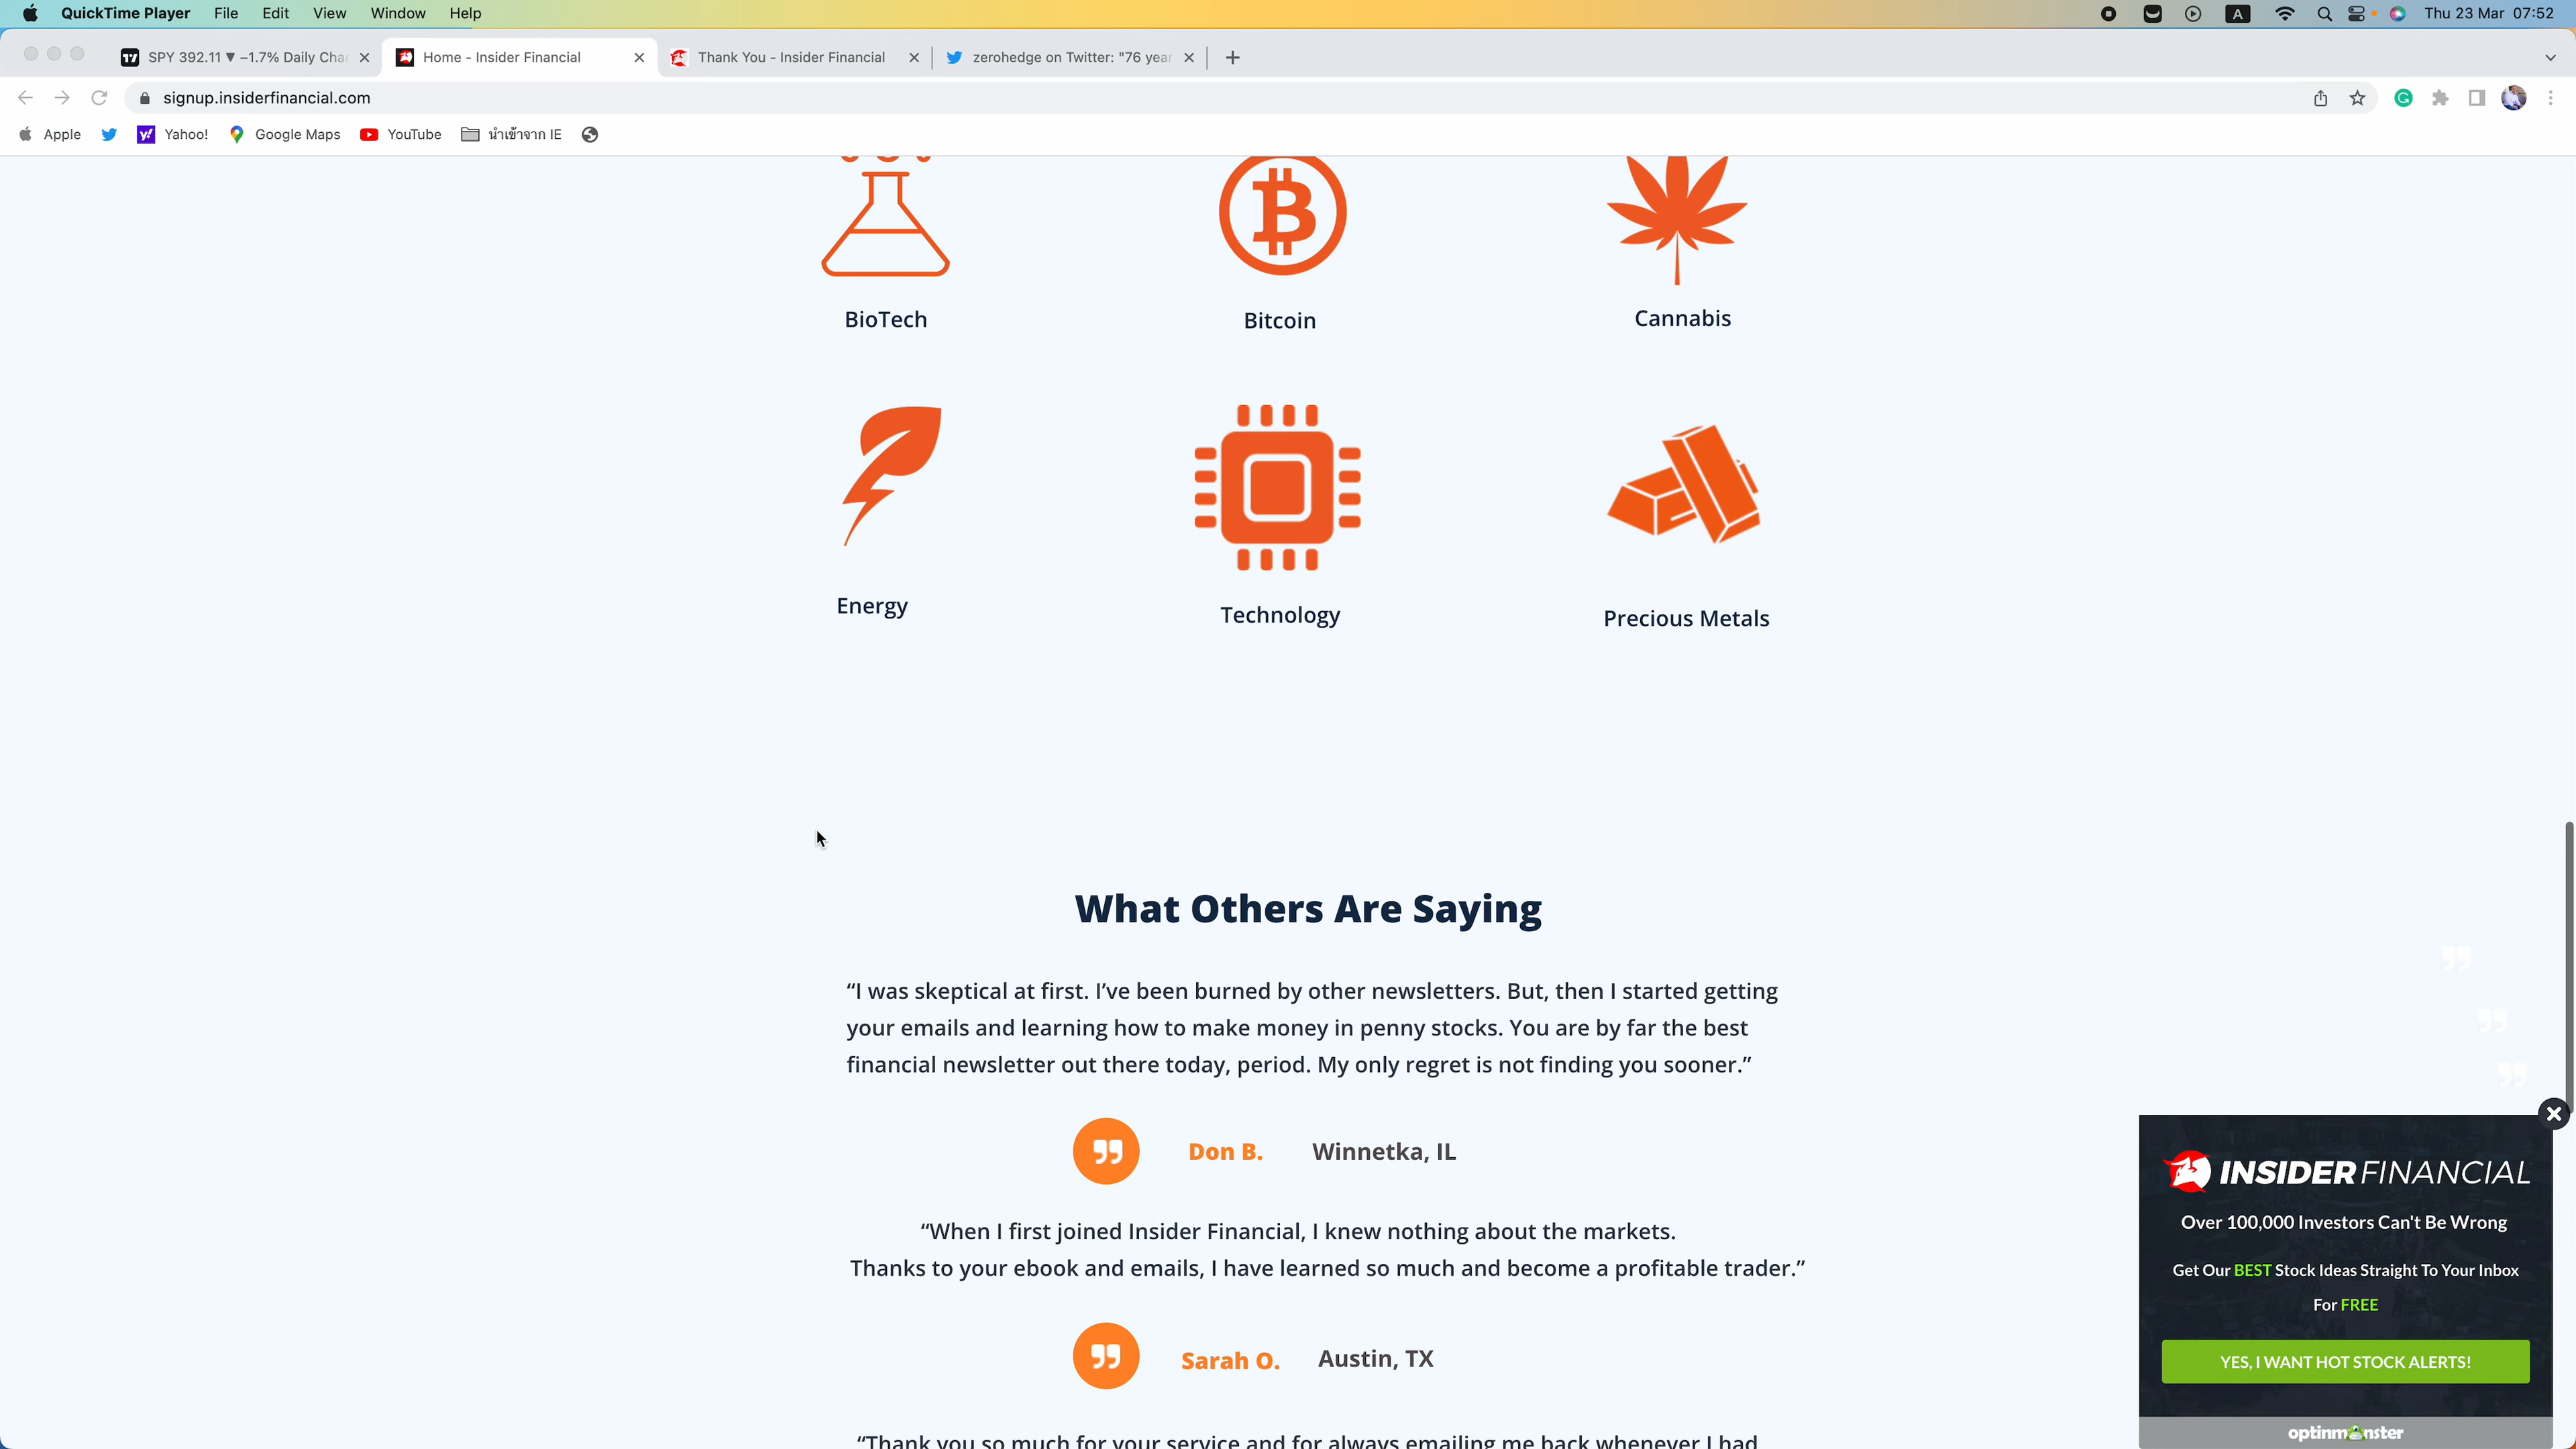 QuickTime Player File Edit View Window Help A Thu 23 Mar 07:52
SPY 392.11 ▼ −1.7% Daily Char
Home - Insider Financial
Thank You - Insider Financial
zerohedge on Twitter: "76 year
signup.insiderfinancial.com
Apple Yahoo! Google Maps YouTube นำเข้าจาก IE
BioTech
Bitcoin
Cannabis
Energy
Technology
Precious Metals
What Others Are Saying
“I was skeptical at first. I’ve been burned by other newsletters. But, then I started getting
your emails and learning how to make money in penny stocks. You are by far the best
financial newsletter out there today, period. My only regret is not finding you sooner.”
Don B. Winnetka, IL
“When I first joined Insider Financial, I knew nothing about the markets.
Thanks to your ebook and emails, I have learned so much and become a profitable trader.”
Sarah O. Austin, TX
“Thank you so much for your service and for always emailing me back whenever I had
INSIDER FINANCIAL
Over 100,000 Investors Can't Be Wrong
Get Our BEST Stock Ideas Straight To Your Inbox
For FREE
YES, I WANT HOT STOCK ALERTS!
optinmonster